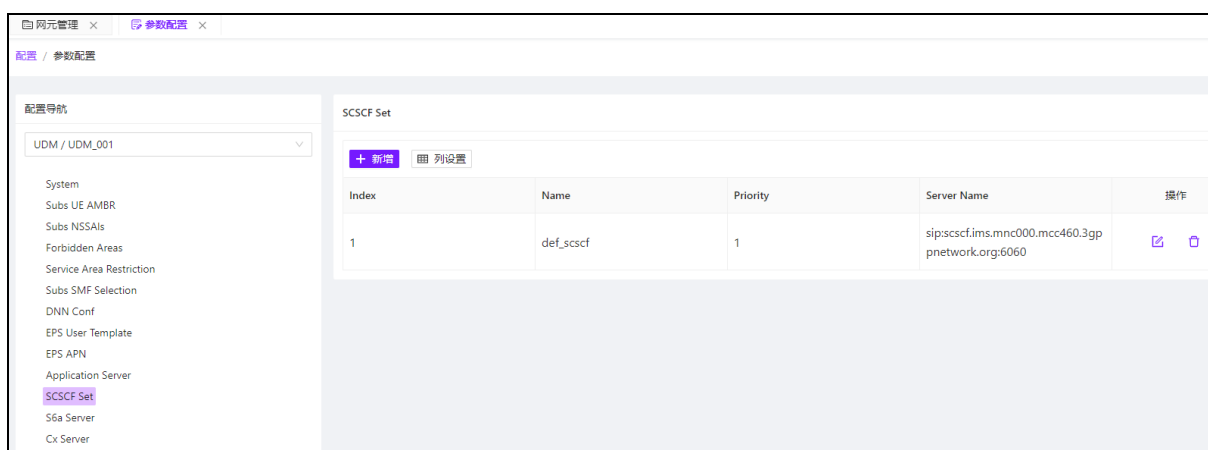 网元管理
参数配置
配置 / 参数配置
配置导航
UDM / UDM_001
System
Subs UE AMBR
Subs NSSAIs
Forbidden Areas
Service Area Restriction
Subs SMF Selection
DNN Conf
EPS User Template
EPS APN
Application Server
SCSCF Set
S6a Server
Cx Server
SCSCF Set
新增 列设置
Index Name Priority Server Name 操作
1 def_scscf 1 sip:scscf.ims.mnc000.mcc460.3gp
pnetwork.org:6060